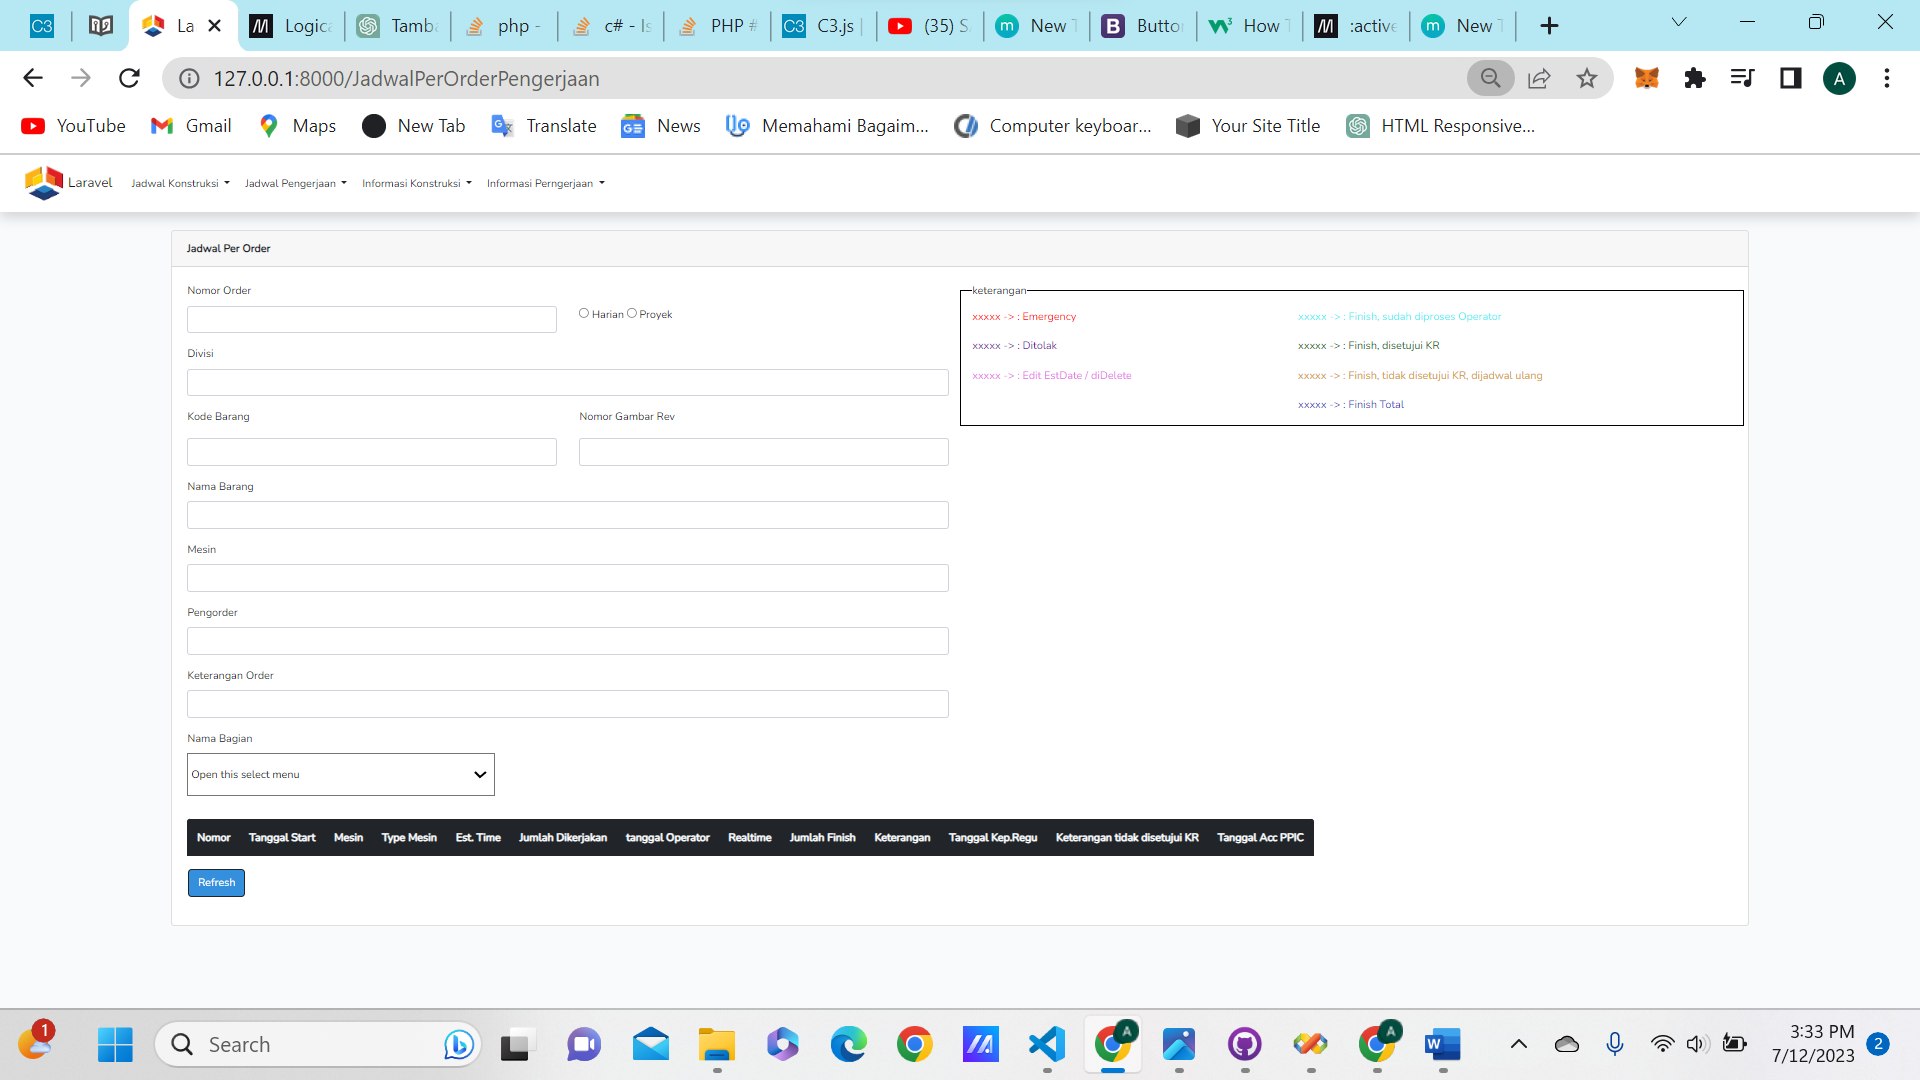 La
Logica
Tamba
php -
c# - Is
PHP #
C3.js |
(35) S
New T
Butto
How T
:active
New T
127.0.0.1:8000/JadwalPerOrderPengerjaan
A
YouTube
Gmail
Maps
New Tab
Translate
News
Memahami Bagaim...
Computer keyboar...
Your Site Title
HTML Responsive...
Laravel
Jadwal Konstruksi
Jadwal Pengerjaan
Informasi Konstruksi
Informasi Perngerjaan
Jadwal Per Order
Nomor Order
Harian Proyek
Divisi
Kode Barang
Nomor Gambar Rev
Nama Barang
Mesin
Pengorder
Keterangan Order
Nama Bagian
Open this select menu
keterangan
xxxxx -> : Emergency
xxxxx -> : Finish, sudah diproses Operator
xxxxx -> : Ditolak
xxxxx -> : Finish, disetujui KR
xxxxx -> : Edit EstDate / diDelete
xxxxx -> : Finish, tidak disetujui KR, dijadwal ulang
xxxxx -> : Finish Total
Nomor Tanggal Start Mesin Type Mesin Est. Time Jumlah Dikerjakan tanggal Operator Realtime Jumlah Finish Keterangan Tanggal Kep.Regu Keterangan tidak disetujui KR Tanggal Acc PPIC
Refresh
1
Search
3:33 PM
7/12/2023
2